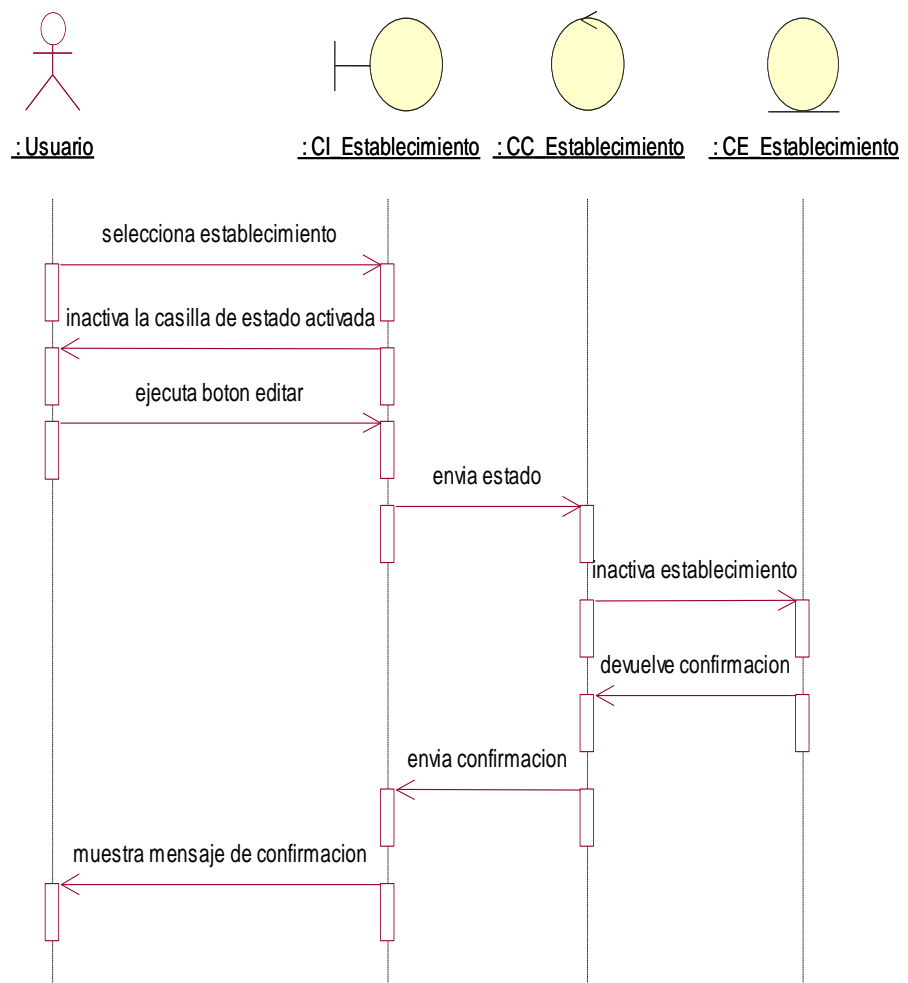 : Usuario
: CI_Establecimiento
: CC_Establecimiento
: CE_Establecimiento
selecciona establecimiento
inactiva la casilla de estado activada
ejecuta boton editar
envia estado
inactiva establecimiento
devuelve confirmacion
envia confirmacion
muestra mensaje de confirmacion